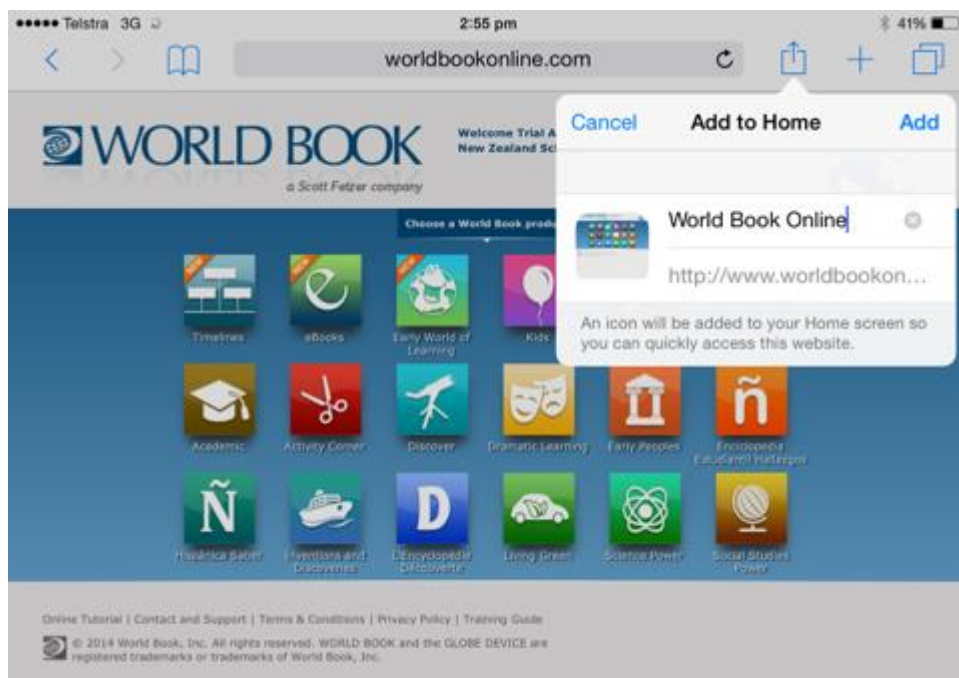 Telstra 3G 2:55 pm 41%
worldbookonline.com
Cancel Add to Home Add
WORLD BOOK
a Scott Fetzer company
Welcome Trial A
New Zealand Sc
World Book Online
http://www.worldbookon...
An icon will be added to your Home screen so
you can quickly access this website.
Choose a World Book produ
Timelines eBooks Early World of Kids
Learning
Academic Activity Corner Discover Dramatic Learning Early Peoples Enciclopedia
Estudiantil Hallazgos
Hispánica Saber Inventions and L'Encyclopédie Living Green Science Power Social Studies
Discoveries Découverte Power
Online Tutorial | Contact and Support | Terms & Conditions | Privacy Policy | Training Guide
© 2014 World Book, Inc. All rights reserved. WORLD BOOK and the GLOBE DEVICE are
registered trademarks or trademarks of World Book, Inc.